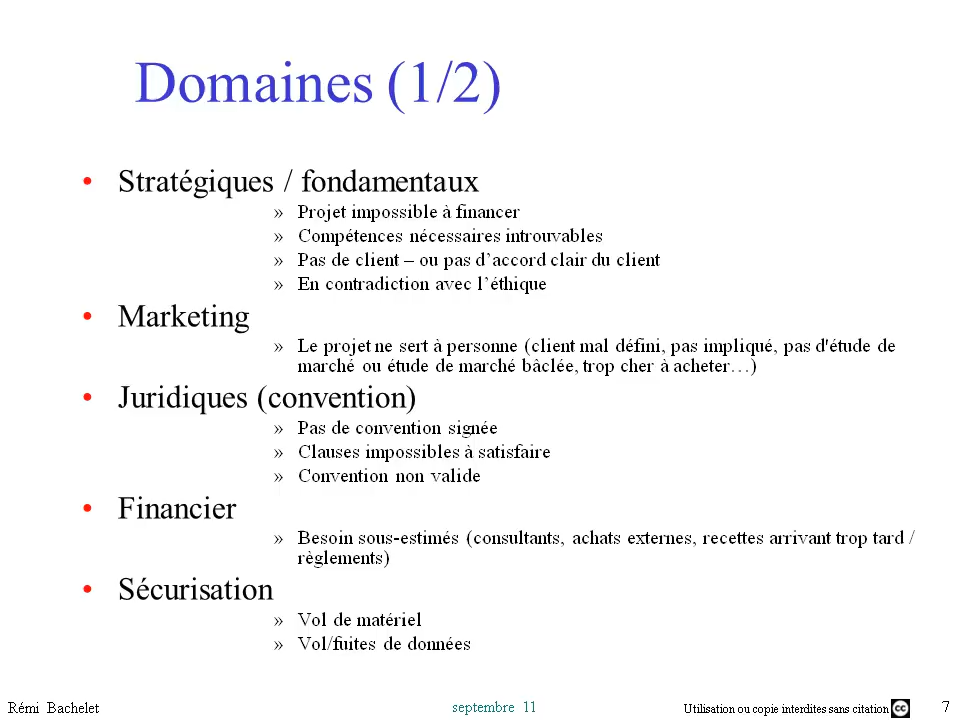 Domaines (1/2)
• Stratégiques / fondamentaux
» Projet impossible à financer
» Compétences nécessaires introuvables
» Pas de client – ou pas d’accord clair du client
» En contradiction avec l’éthique
• Marketing
» Le projet ne sert à personne (client mal défini, pas impliqué, pas d'étude de
marché ou étude de marché bâclée, trop cher à acheter…)
• Juridiques (convention)
» Pas de convention signée
» Clauses impossibles à satisfaire
» Convention non valide
• Financier
» Besoin sous-estimés (consultants, achats externes, recettes arrivant trop tard /
règlements)
• Sécurisation
» Vol de matériel
» Vol/fuites de données
Rémi Bachelet septembre 11 Utilisation ou copie interdites sans citation cc 7